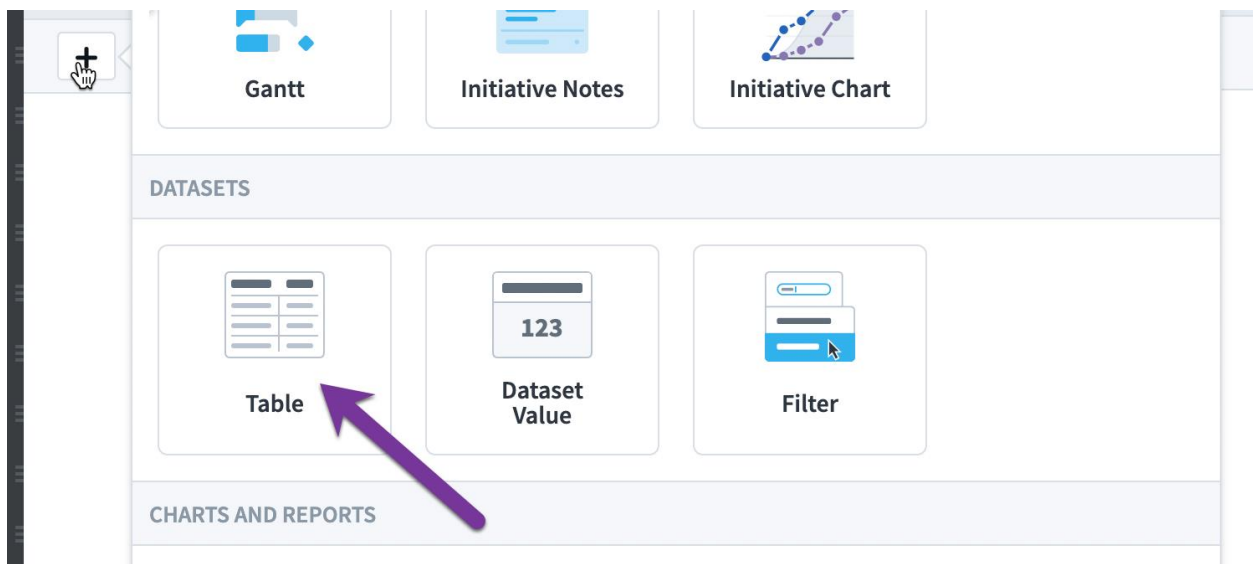 +
Gantt
Initiative Notes
Initiative Chart
DATASETS
123
Table
Dataset
Value
Filter
CHARTS AND REPORTS